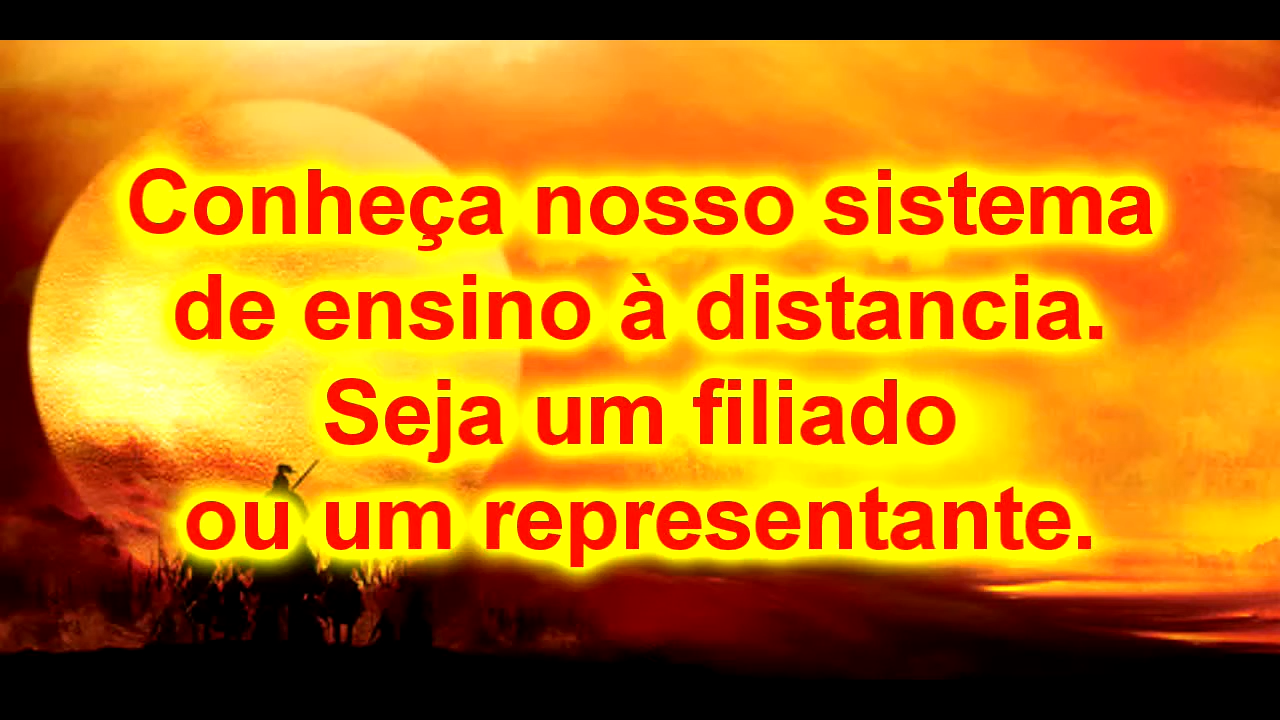 Conheça nosso sistema
de ensino à distancia.
Seja um filiado
ou um representante.